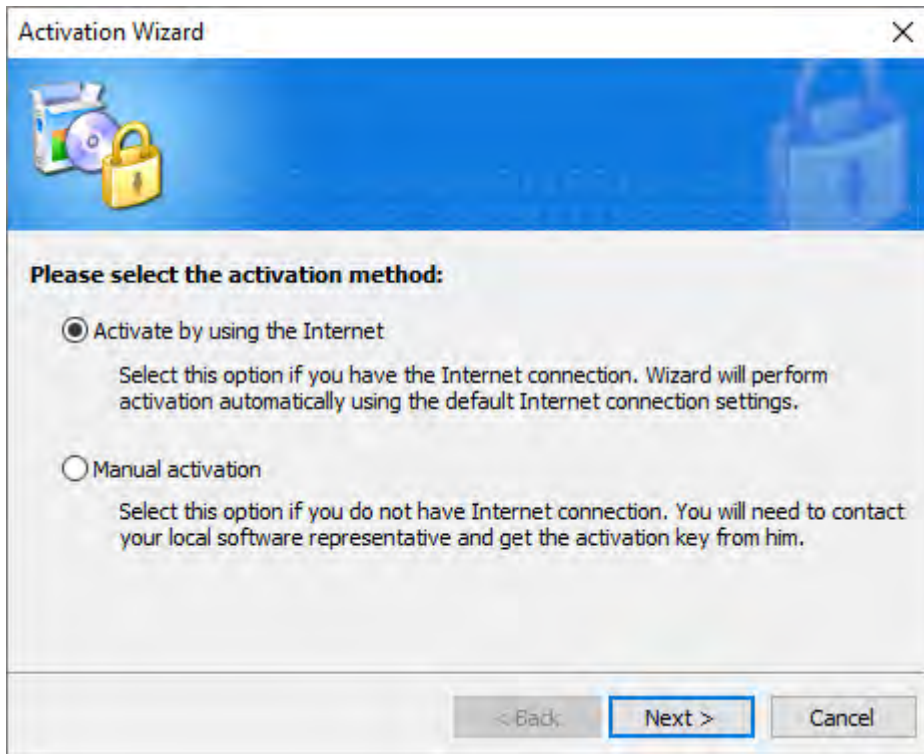 Activation Wizard
Please select the activation method:
Activate by using the Internet
Select this option if you have the Internet connection. Wizard will perform
activation automatically using the default Internet connection settings.
Manual activation
Select this option if you do not have Internet connection. You will need to contact
your local software representative and get the activation key from him.
< Back Next > Cancel